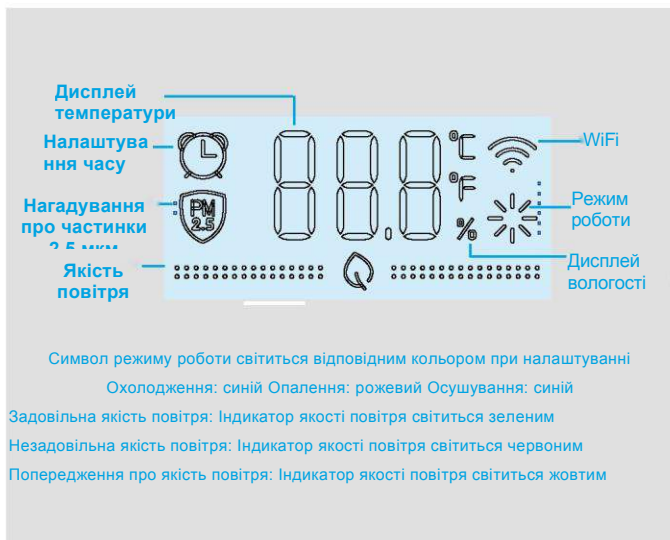 Дисплей
температури
Налаштува
ння часу
WiFi
°C
°F
%
PM
2.5
Нагадування
про частинки
2,5 мкм
Режим
роботи
Якість
повітря
Дисплей
вологості
Символ режиму роботи світиться відповідним кольором при налаштуванні
Охолодження: синій Опалення: рожевий Осушування: синій
Задовільна якість повітря: Індикатор якості повітря світиться зеленим
Незадовільна якість повітря: Індикатор якості повітря світиться червоним
Попередження про якість повітря: Індикатор якості повітря світиться жовтим